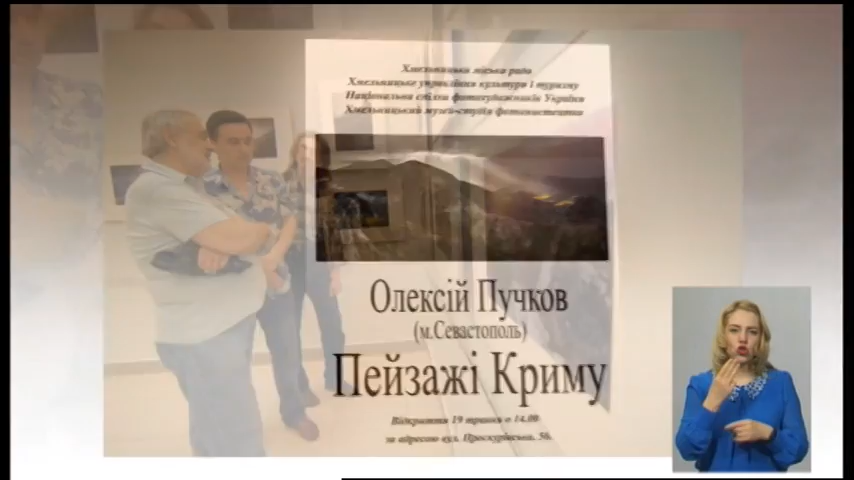 Хмельницька міська рада
Хмельницьке управління культури і туризму
Національна спілка фотохудожників України
Хмельницький музей-студія фотомистецтва
Олексій Пучков
(м.Севастополь)
Пейзажі Криму
Відкриття 19 травня о 14.00
за адресою вул. Проскурівська, 56.